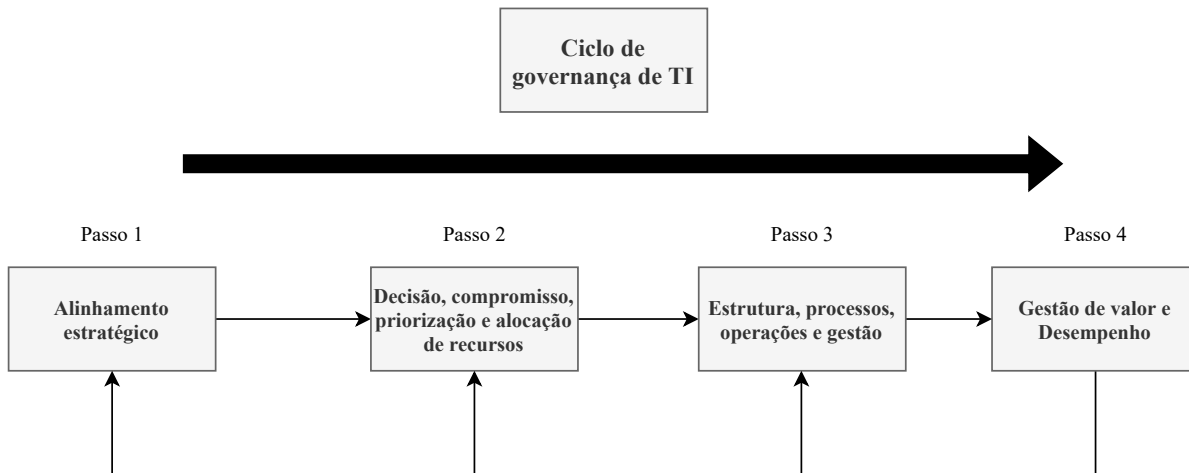 Ciclo de
governança de TI
Passo 1
Passo 2
Passo 3
Passo 4
Alinhamento
estratégico
Decisão, compromisso,
priorização e alocação
de recursos
Estrutura, processos,
operações e gestão
Gestão de valor e
Desempenho